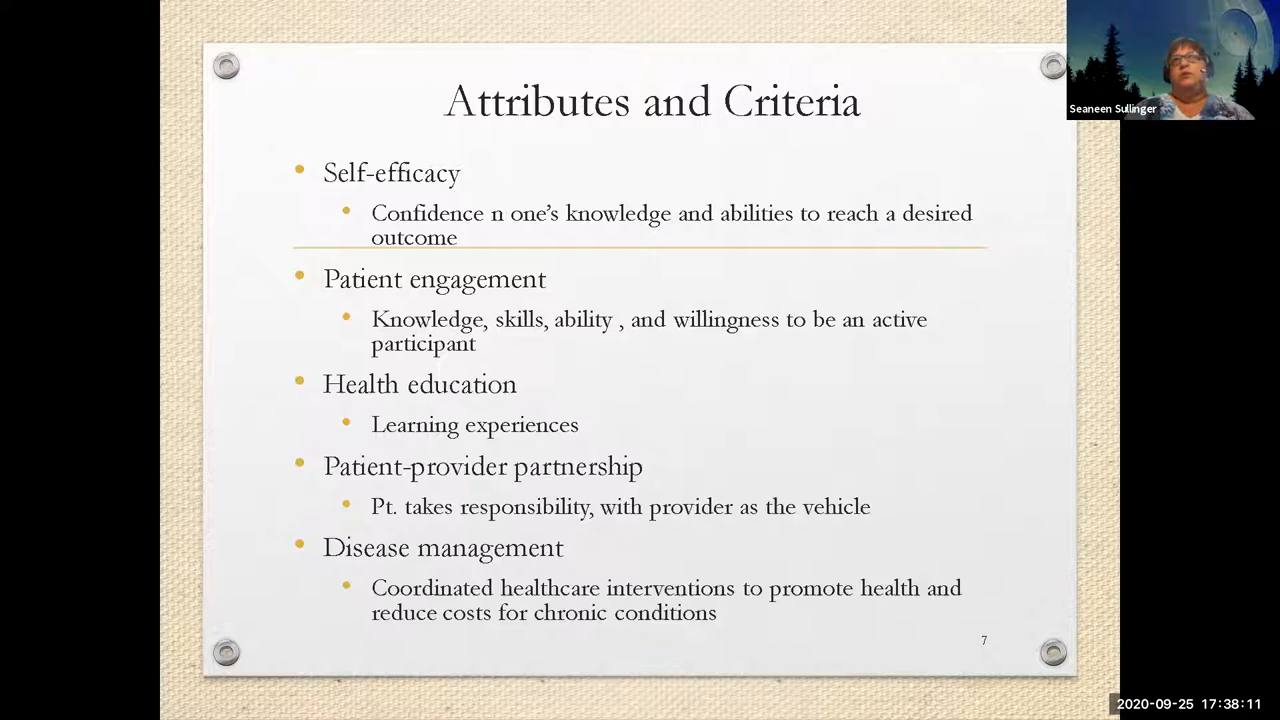 Attributes and Criteria
Self-efficacy
Confidence n one’s knowledge and abilities to reach a desired
outcome
Patient engagement
Knowledge, skills, ability , and willingness to be an active
participant
Health education
Learning experiences
Patient-provider partnership
Pt. takes responsibility, with provider as the vehicle
Disease management
Coordinated healthcare interventions to promote health and
reduce costs for chronic conditions
7
Seaneen Sullinger
2020-09-25 17:38:11